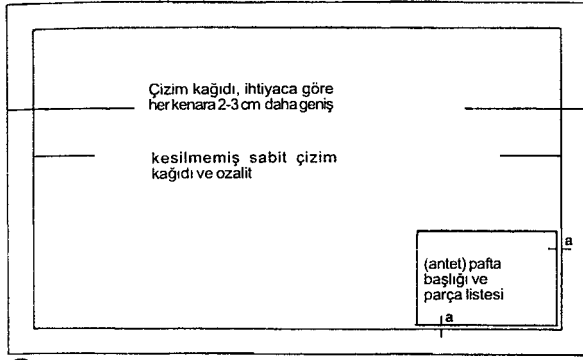 Çizim kağıdı, ihtiyaca göre
her kenara 2-3 cm daha geniş
kesilmemiş sabit çizim
kağıdı ve ozalit
a
(antet) pafta
başlığı ve
parça listesi
a